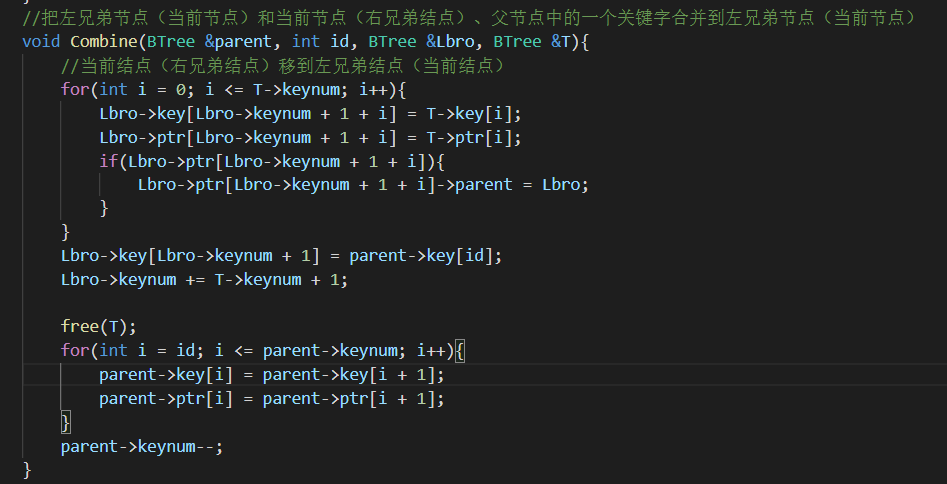 //把左兄弟节点（当前节点）和当前节点（右兄弟结点）、父节点中的一个关键字合并到左兄弟节点（当前节点）
void Combine(BTree &parent, int id, BTree &Lbro, BTree &T){
//当前结点（右兄弟结点）移到左兄弟结点（当前结点）
for(int i = 0; i <= T->keynum; i++){
Lbro->key[Lbro->keynum + 1 + i] = T->key[i];
Lbro->ptr[Lbro->keynum + 1 + i] = T->ptr[i];
if(Lbro->ptr[Lbro->keynum + 1 + i]){
Lbro->ptr[Lbro->keynum + 1 + i]->parent = Lbro;
}
}
Lbro->key[Lbro->keynum + 1] = parent->key[id];
Lbro->keynum += T->keynum + 1;
free(T);
for(int i = id; i <= parent->keynum; i++){
parent->key[i] = parent->key[i + 1];
parent->ptr[i] = parent->ptr[i + 1];
}
parent->keynum--;
}